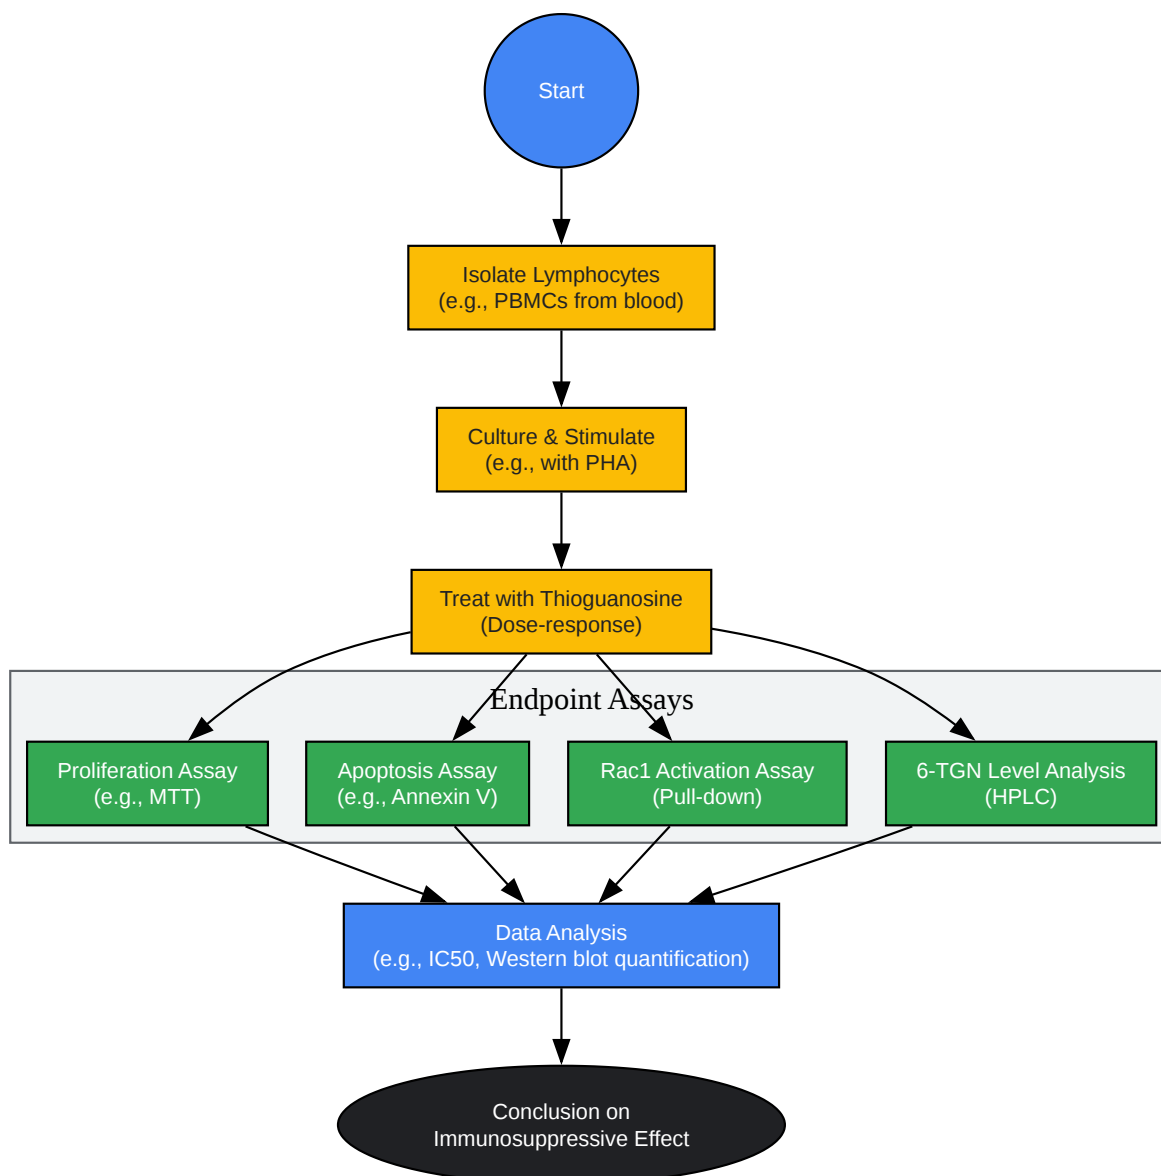 Start
Isolate Lymphocytes
(e.g., PBMCs from blood)
Culture & Stimulate
(e.g., with PHA)
Treat with Thioguanosine
(Dose-response)
Endpoint Assays
Proliferation Assay
(e.g., MTT)
Apoptosis Assay
(e.g., Annexin V)
Rac1 Activation Assay
(Pull-down)
6-TGN Level Analysis
(HPLC)
Data Analysis
(e.g., IC50, Western blot quantification)
Conclusion on
Immunosuppressive Effect